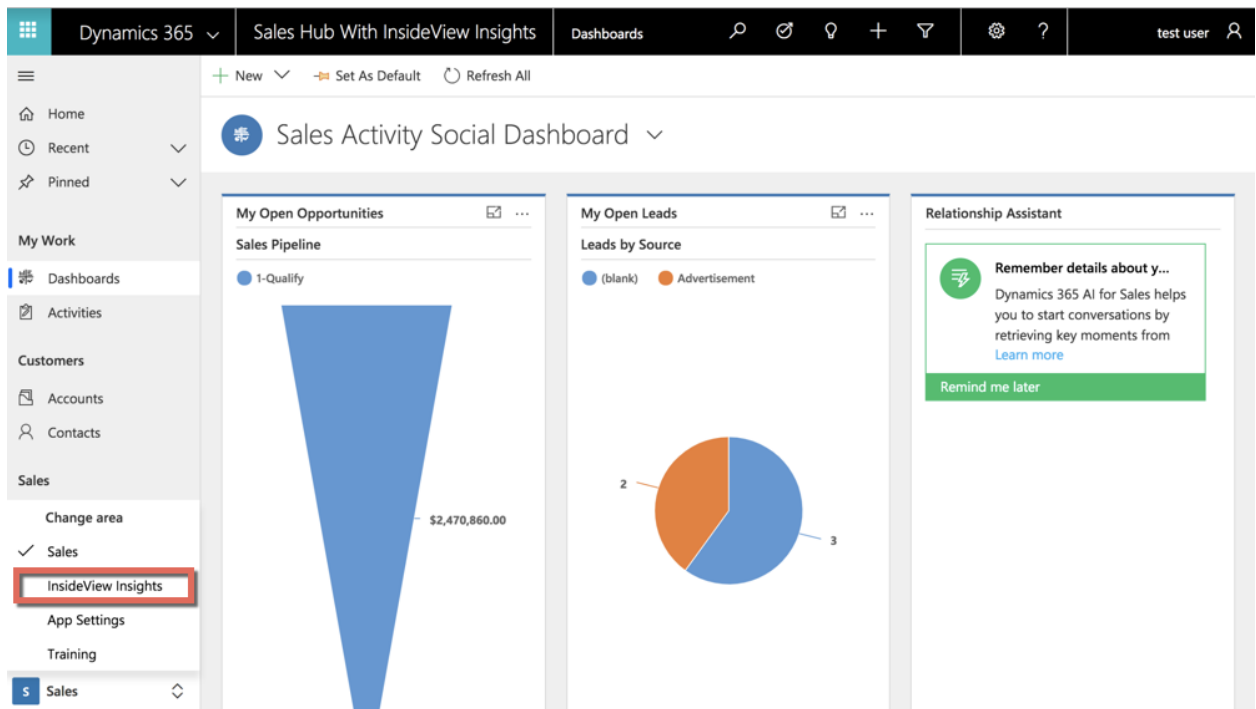 Dynamics 365
Sales Hub With InsideView Insights
Dashboards
test user
New
Set As Default
Refresh All
Home
Recent
Pinned
My Work
Dashboards
Activities
Customers
Accounts
Contacts
Sales
Change area
Sales
InsideView Insights
App Settings
Training
S Sales
Sales Activity Social Dashboard
My Open Opportunities
Sales Pipeline
1-Qualify
$2,470,860.00
My Open Leads
Leads by Source
(blank) Advertisement
2
3
Relationship Assistant
Remember details about y...
Dynamics 365 AI for Sales helps
you to start conversations by
retrieving key moments from
Learn more
Remind me later